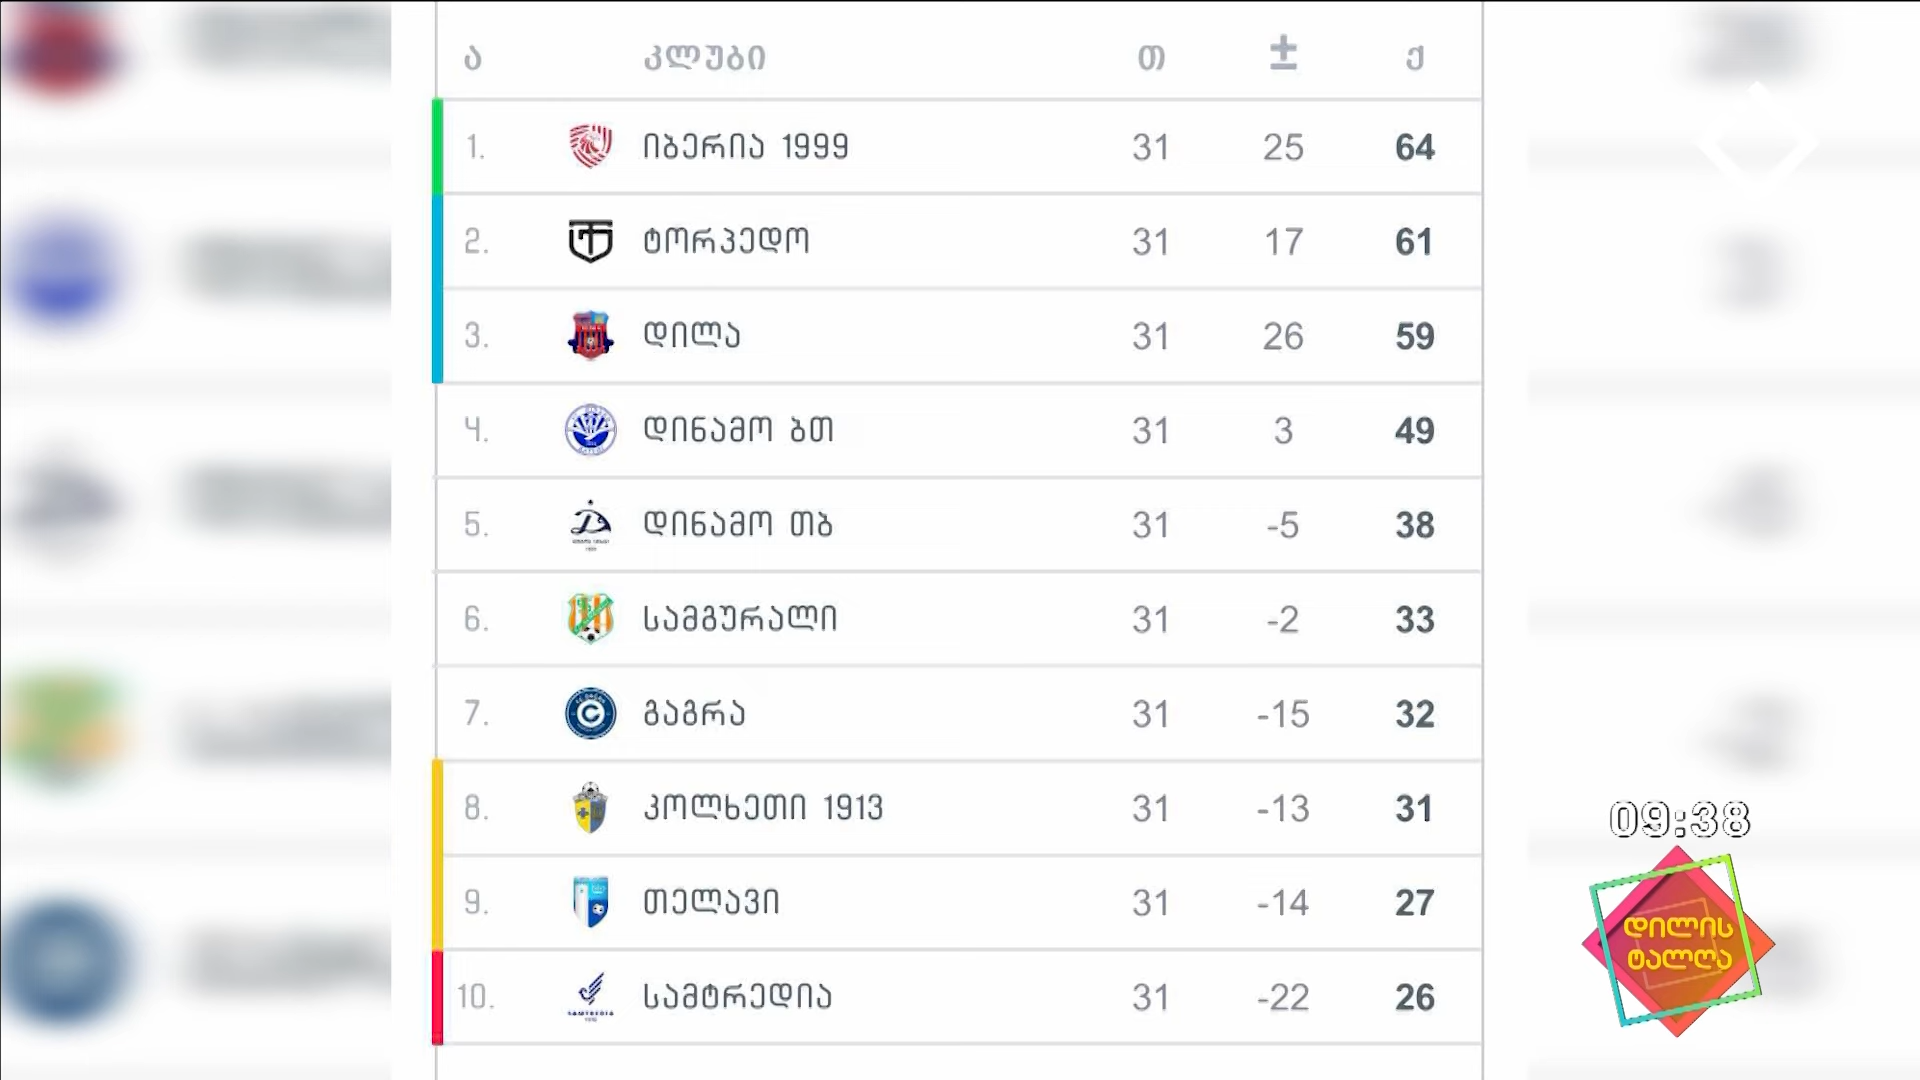 ა კლუბი თ ± ქ
1. იბერია 1999 31 25 64
2. ტორპედო 31 17 61
3. დილა 31 26 59
4. დინამო ბთ 31 3 49
5. დინამო თბ 31 -5 38
6. სამგურალი 31 -2 33
7. გაგრა 31 -15 32
8. კოლხეთი 1913 31 -13 31
9. თელავი 31 -14 27
10. სამტრედია 31 -22 26
09:38
დილის
ტალღა